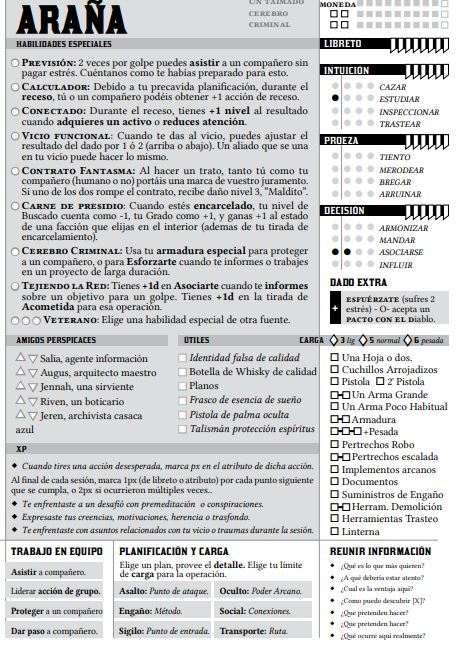 UN TAIMADO
CEREBRO
CRIMINAL
MONEDA
ARAÑA
HABILIDADES ESPECIALES
PREVISIÓN: 2 veces por golpe puedes asistir a un compañero sin
pagar estrés. Cuéntanos como te habías preparado para esto.
CALCULADOR: Debido a tu precavida planificación, durante el
receso, tú o un compañero podéis obtener +1 acción de receso.
CONECTADO: Durante el receso, tienes +1 nivel al resultado
cuando adquieres un activo o reduces atención.
VICIO FUNCIONAL: Cuando te das al vicio, puedes ajustar el
resultado del dado por 1 ó 2 (arriba o abajo). Un aliado que se una
en tu vicio puede hacer lo mismo.
CONTRATO FANTASMA: Al hacer un trato, tanto tú como tu
compañero (humano o no) portáis una marca de vuestro juramento.
Si uno de los dos rompe el contrato, recibe daño nivel 3, "Maldito".
CARNE DE PRESIDIO: Cuando estés encarcelado, tu nivel de
Buscado cuenta como -1, tu Grado como +1, y ganas +1 al estado
de una facción que elijas en el interior (ademas de tu tirada de
encarcelamiento).
CEREBRO CRIMINAL: Usa tu armadura especial para proteger
a un compañero, o para Esforzarte cuando te informes o trabajes
en un proyecto de larga duración.
TEJIENDO LA RED: Tienes +1d en Asociarte cuando te informes
sobre un objetivo para un golpe. Tienes +1d en la tirada de
Acometida para esa operación.
VETERANO: Elige una habilidad especial de otra fuente.
LIBRETO
INTUICION
CAZAR
ESTUDIAR
INSPECCIONAR
TRASTEAR
PROEZA
TIENTO
MERODEAR
BREGAR
ARRUINAR
DECISIÓN
ARMONIZAR
MANDAR
ASOCIARSE
INFLUIR
DADO EXTRA
+ ESFUÉRZATE (sufres 2
estrés) - O- acepta un
PACTO CON EL Diablo.
AMIGOS PERSPICACES
Salia, agente información
Augus, arquitecto maestro
Jennah, una sirviente
Riven, un boticario
Jeren, archivista casaca
azul
ÚTILES
Identidad falsa de calidad
Botella de Whisky de calidad
Planos
Frasco de esencia de sueño
Pistola de palma oculta
Talismán protección espíritus
CARGA 3 lig 5 normal 6 pesada
Una Hoja o dos.
Cuchillos Arrojadizos
Pistola 2ª Pistola
Un Arma Grande
Un Arma Poco Habitual
Armadura
+Pesada
Pertrechos Robo
Pertrechos escalada
Implementos arcanos
Documentos
Suministros de Engaño
Herram. Demolición
Herramientas Trasteo
Linterna
XP
Cuando tires una acción desesperada, marca px en el atributo de dicha acción.
Al final de cada sesión, marca 1px (de libreto o atributo) por cada punto siguiente
que se cumpla, o 2px si ocurrieron múltiples veces..
Te enfrentaste a un desafió con premeditación o conspiraciones.
Expresaste tus creencias, motivaciones, herencia o trasfondo.
Te enfrentaste con asuntos relacionados con tu vicio o traumas durante la sesión.
TRABAJO EN EQUIPO
Asistir a compañero.
Liderar acción de grupo.
Proteger a un compañero
Dar paso a compañero.
PLANIFICACIÓN Y CARGA
Elige un plan, provee el detalle. Elige tu límite
de carga para la operación.
Asalto: Punto de ataque. Oculto: Poder Arcano.
Engaño: Método. Social: Conexiones.
Sigilo: Punto de entrada. Transporte: Ruta.
REUNIR INFORMACIÓN
¿Qué es lo que más quieren?
¿A qué debería estar atento?
¿Cual es la ventaja aquí?
¿Como puedo descubrir [X]?
¿Que pretenden hacer?
¿Que pretenden hacer?
¿Qué ocurre aquí realmente?